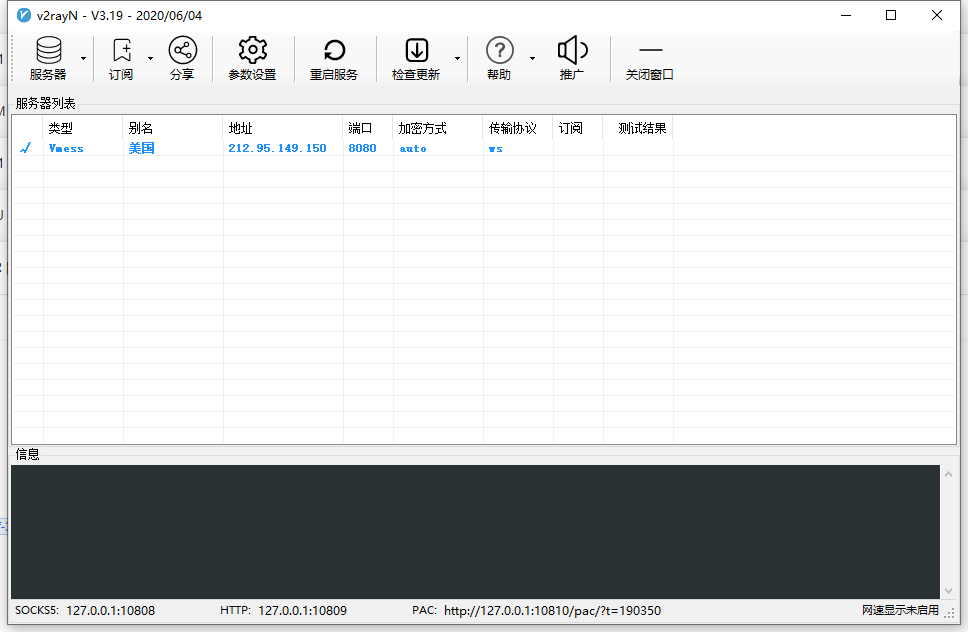 v2rayN - V3.19 - 2020/06/04
服务器 订阅 分享 参数设置 重启服务 检查更新 帮助 推广 关闭窗口
服务器列表
类型 别名 地址 端口 加密方式 传输协议 订阅 测试结果
Vmess 美国 212.95.149.150 8080 auto ws
信息
SOCKS5: 127.0.0.1:10808 HTTP: 127.0.0.1:10809 PAC: http://127.0.0.1:10810/pac/?t=190350 网速显示未启用